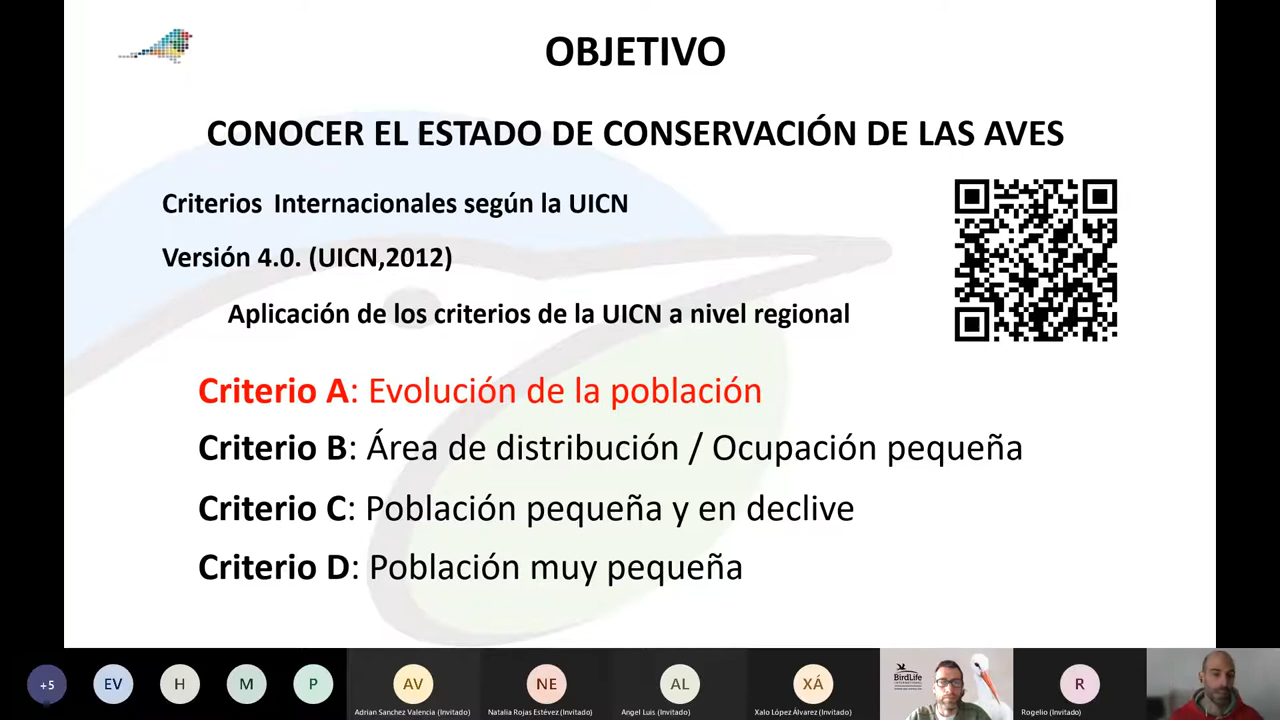 OBJETIVO
CONOCER EL ESTADO DE CONSERVACIÓN DE LAS AVES
Criterios Internacionales según la UICN
Versión 4.0. (UICN,2012)
Aplicación de los criterios de la UICN a nivel regional
Criterio A: Evolución de la población
Criterio B: Área de distribución / Ocupación pequeña
Criterio C: Población pequeña y en declive
Criterio D: Población muy pequeña
+5
EV
H
M
P
AV
Adrian Sanchez Valencia (Invitado)
NE
Natalia Rojas Estévez (Invitado)
AL
Angel Luis (Invitado)
XÁ
Xalo López Álvarez (Invitado)
BirdLife
INTERNATIONAL
R
Rogelio (Invitado)